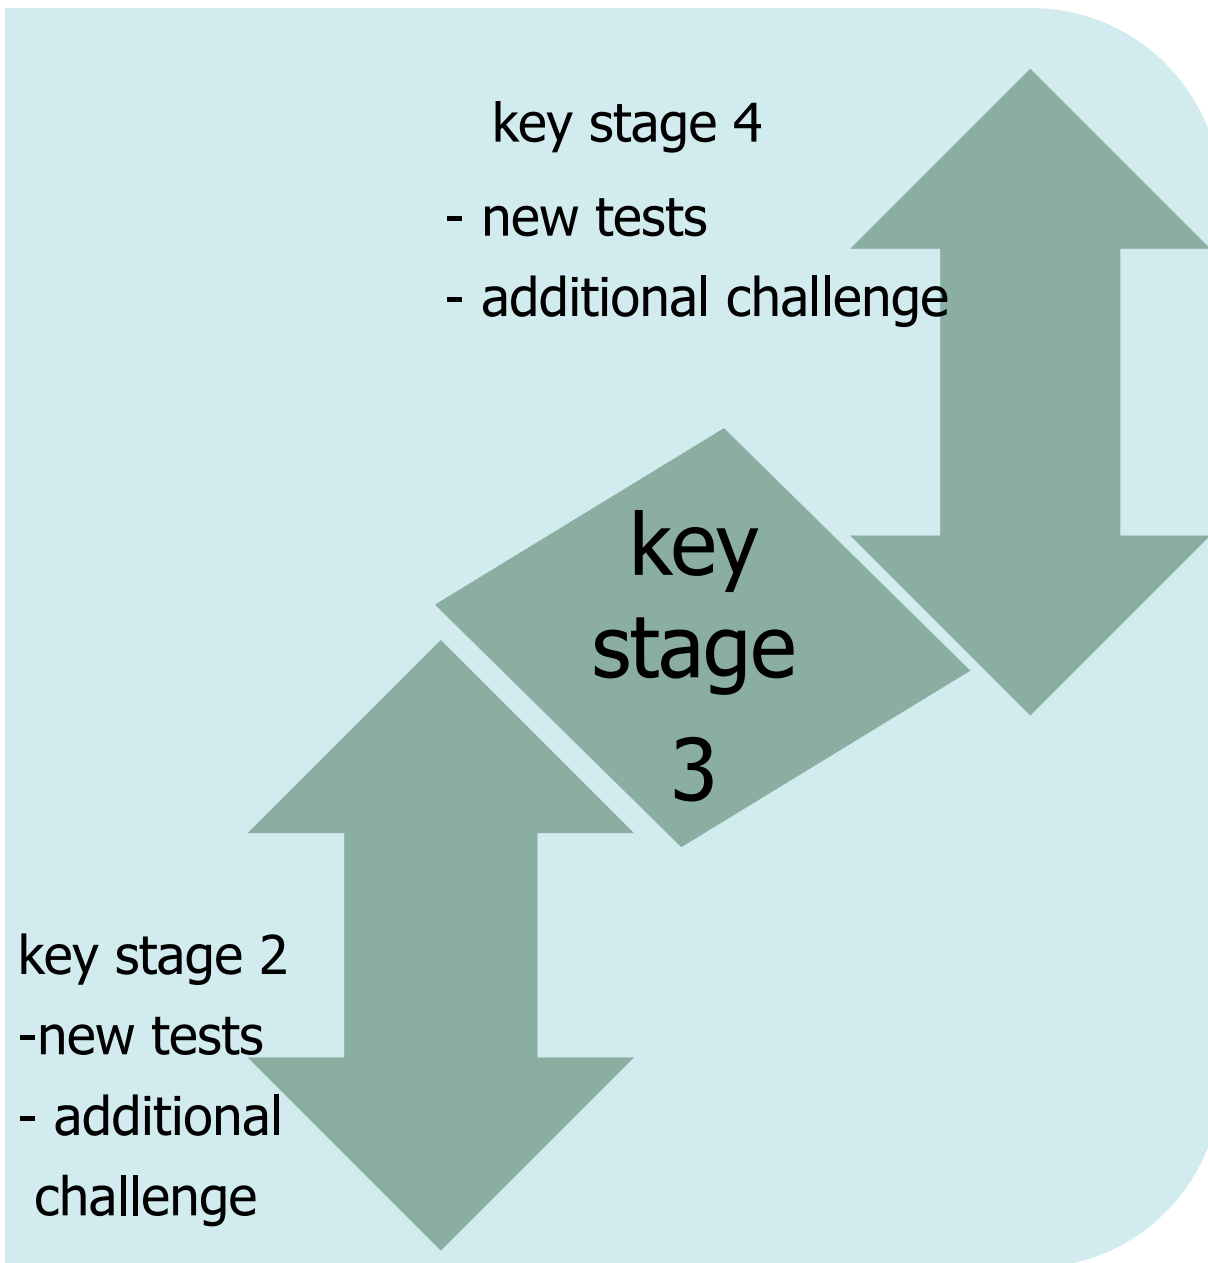 key stage 4
- new tests
- additional challenge
key
stage
3
key stage 2
-new tests
- additional
challenge